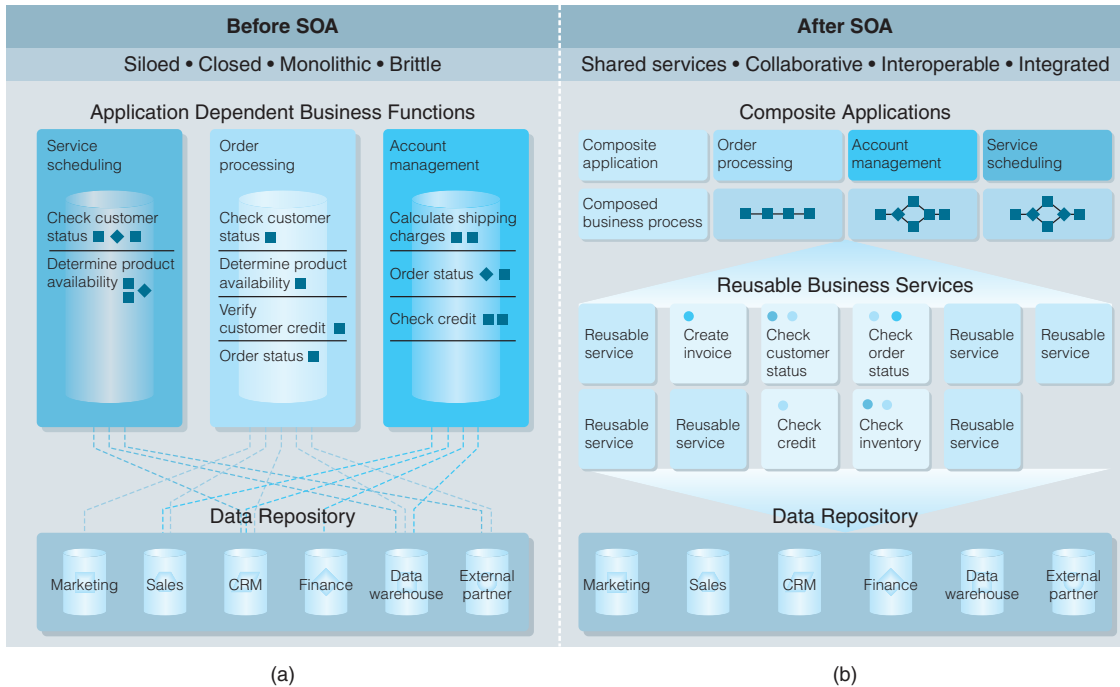 Before SOA
Siloed • Closed • Monolithic • Brittle
Application Dependent Business Functions
Service
scheduling
Check customer
status
Determine product
availability
Order
processing
Check customer
status
Determine product
availability
Verify
customer credit
Order status
Account
management
Calculate shipping
charges
Order status
Check credit
Data Repository
Marketing
Sales
CRM
Finance
Data
warehouse
External
partner
(a)
After SOA
Shared services • Collaborative • Interoperable • Integrated
Composite Applications
Composite
application
Order
processing
Account
management
Service
scheduling
Composed
business process
Reusable Business Services
Reusable
service
Create
invoice
Check
customer
status
Check
order
status
Reusable
service
Reusable
service
Reusable
service
Reusable
service
Check
credit
Check
inventory
Reusable
service
Data Repository
Marketing
Sales
CRM
Finance
Data
warehouse
External
partner
(b)